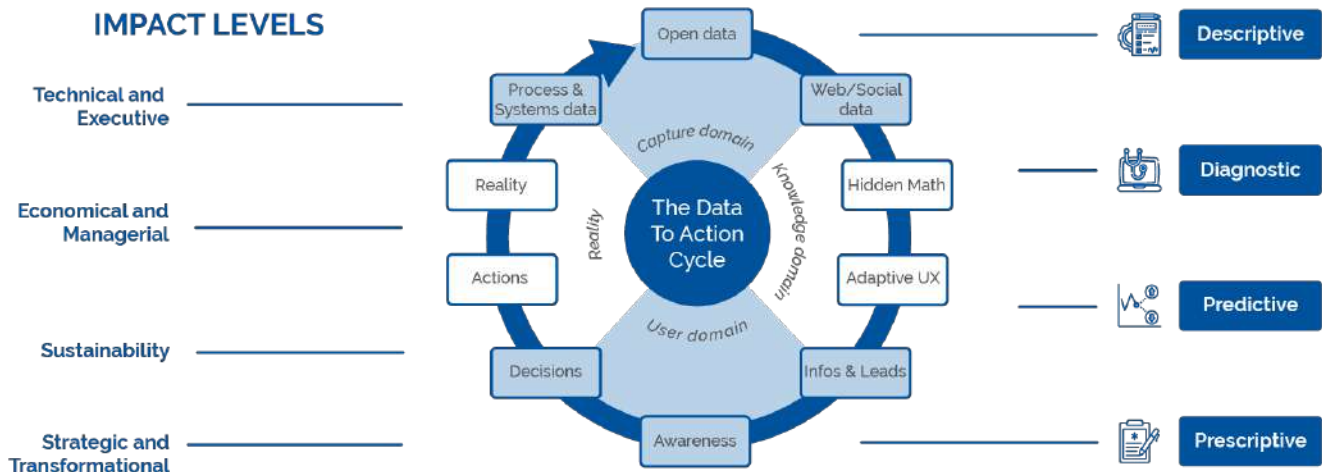 IMPACT LEVELS
Technical and
Executive
Economical and
Managerial
Sustainability
Strategic and
Transformational
Open data
Web/Social
data
Hidden Math
Adaptive UX
Infos & Leads
Awareness
Decisions
Actions
Reality
Process &
Systems data
Capture domain
Knowledge domain
User domain
Reality
The Data
To Action
Cycle
Descriptive
Diagnostic
Predictive
Prescriptive